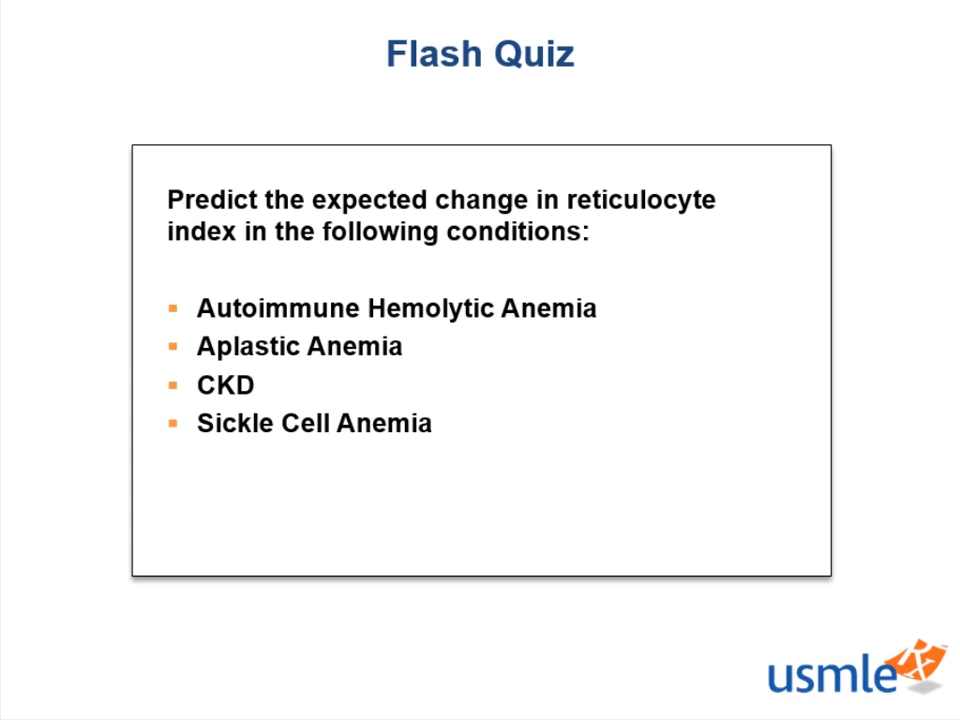 Flash Quiz
Predict the expected change in reticulocyte
index in the following conditions:
▪ Autoimmune Hemolytic Anemia
▪ Aplastic Anemia
▪ CKD
▪ Sickle Cell Anemia
usmle Rx